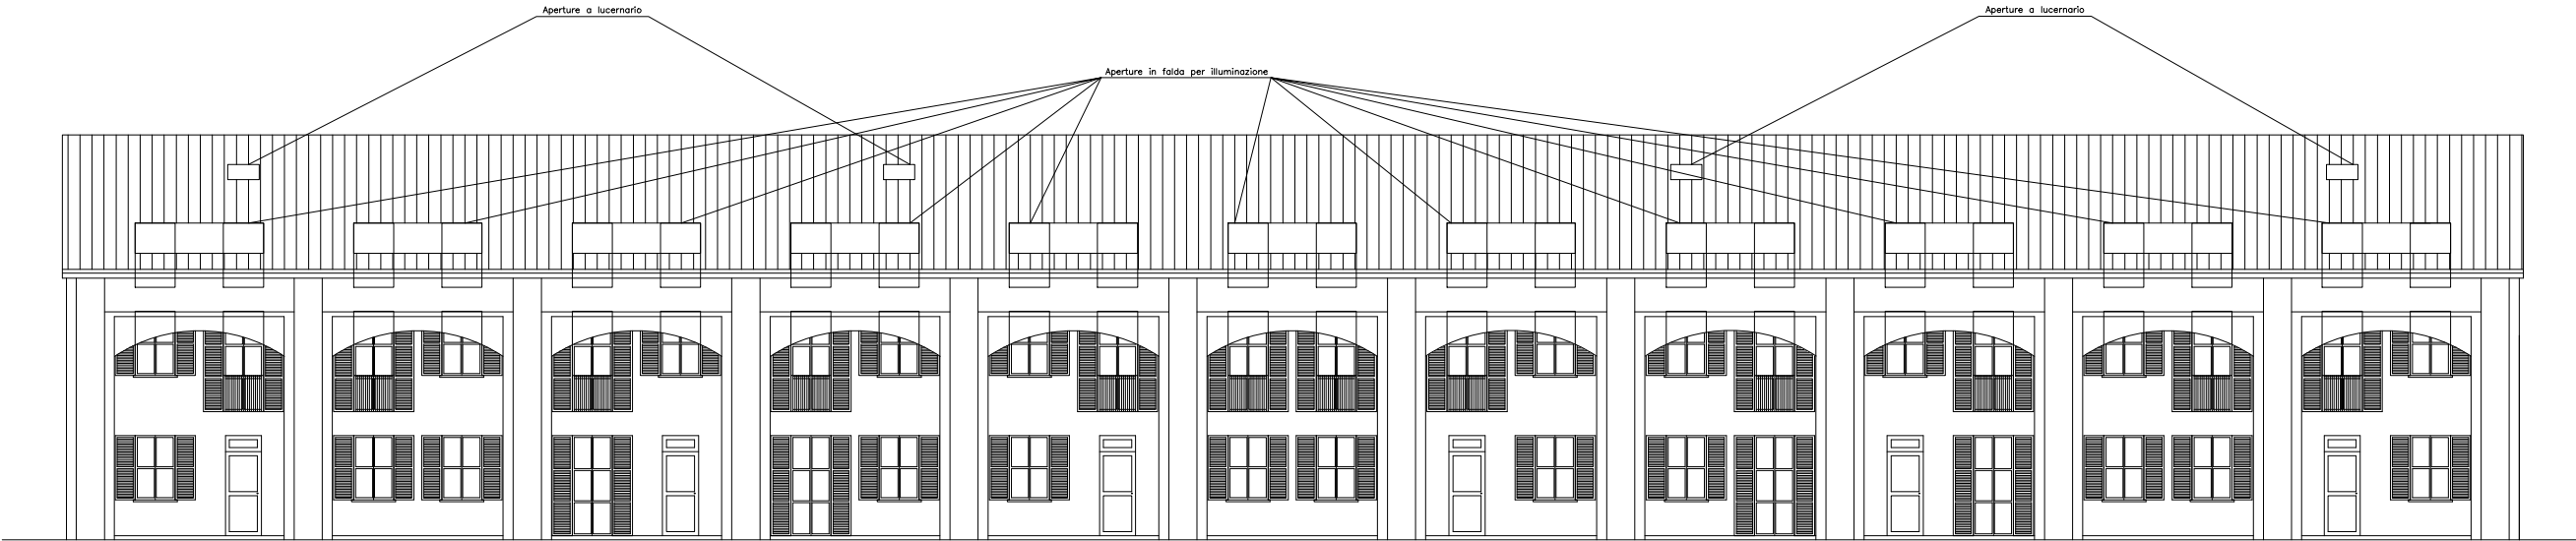 Aperture a lucernario
Aperture a lucernario
Aperture in falda per illuminazione